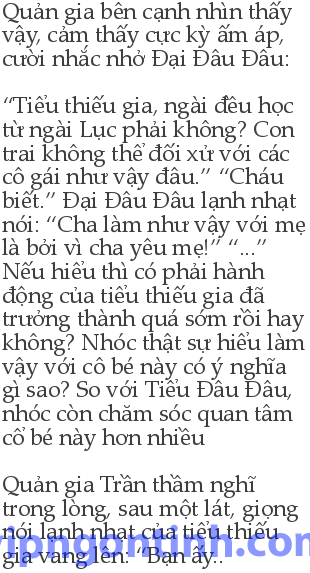 Quản gia bên cạnh nhìn thấy
vậy, cảm thấy cực kỳ ấm áp,
cười nhắc nhở Đại Đâu Đâu:
“Tiểu thiếu gia, ngài đều học
từ ngài Lục phải không? Con
trai không thể đối xử với các
cô gái như vậy đâu.” “Cháu
biết.” Đại Đâu Đâu lạnh nhạt
nói: “Cha làm như vậy với mẹ
là bởi vì cha yêu mẹ!” “...”
Nếu hiểu thì có phải hành
động của tiểu thiếu gia đã
trưởng thành quá sớm rồi hay
không? Nhóc thật sự hiểu làm
vậy với cô bé này có ý nghĩa
gì sao? So với Tiểu Đâu Đâu,
nhóc còn chăm sóc quan tâm
cổ bé này hơn nhiều
Quản gia Trần thầm nghĩ
trong lòng, sau một lát, giọng
nói lạnh nhạt của tiểu thiếu
gia vang lên: “Bạn ấy..
vipngontinh.com